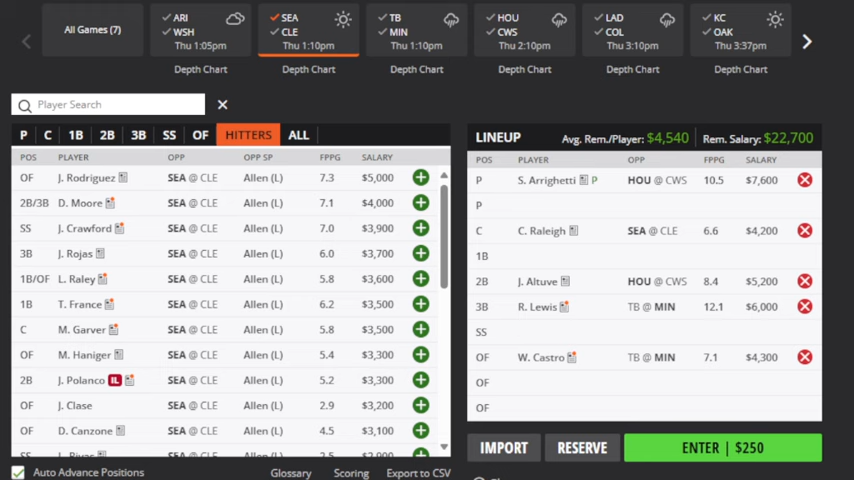 All Games (7)
ARI
WSH
Thu 1:05pm
SEA
CLE
Thu 1:10pm
TB
MIN
Thu 1:10pm
HOU
CWS
Thu 2:10pm
LAD
COL
Thu 3:10pm
KC
OAK
Thu 3:37pm
Depth Chart Depth Chart Depth Chart Depth Chart Depth Chart Depth Chart
Player Search
P C 1B 2B 3B SS OF HITTERS ALL
POS PLAYER OPP OPP SP FPPG SALARY
OF J. Rodriguez SEA @ CLE Allen (L) 7.3 $5,000
2B/3B D. Moore SEA @ CLE Allen (L) 7.1 $4,000
SS J. Crawford SEA @ CLE Allen (L) 7.0 $3,900
3B J. Rojas SEA @ CLE Allen (L) 6.0 $3,700
1B/OF L. Raley SEA @ CLE Allen (L) 5.8 $3,600
1B T. France SEA @ CLE Allen (L) 6.2 $3,500
C M. Garver SEA @ CLE Allen (L) 5.8 $3,500
OF M. Haniger SEA @ CLE Allen (L) 5.4 $3,300
2B J. Polanco IL SEA @ CLE Allen (L) 5.2 $3,300
OF J. Clase SEA @ CLE Allen (L) 2.9 $3,200
OF D. Canzone SEA @ CLE Allen (L) 4.5 $3,100
SS J. Rivas SEA @ CLE Allen (L) 2.5 $2,900
Auto Advance Positions Glossary Scoring Export to CSV
LINEUP Avg. Rem./Player: $4,540 Rem. Salary: $22,700
POS PLAYER OPP FPPG SALARY
P S. Arrighetti P HOU @ CWS 10.5 $7,600
P
C C. Raleigh SEA @ CLE 6.6 $4,200
1B
2B J. Altuve HOU @ CWS 8.4 $5,200
3B R. Lewis TB @ MIN 12.1 $6,000
SS
OF W. Castro TB @ MIN 7.1 $4,300
OF
OF
IMPORT RESERVE ENTER | $250